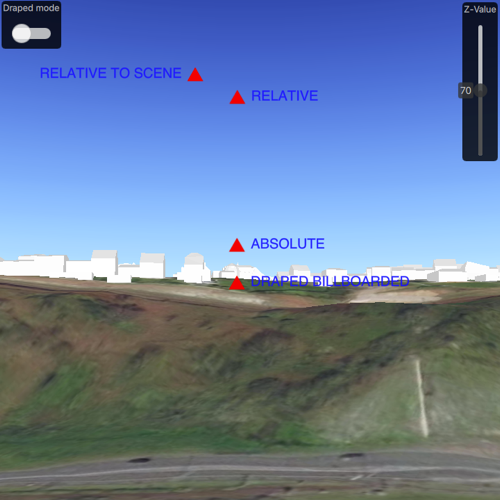 Draped mode
Z-Value
RELATIVE TO SCENE
RELATIVE
70
ABSOLUTE
DRAPED BILLBOARDED